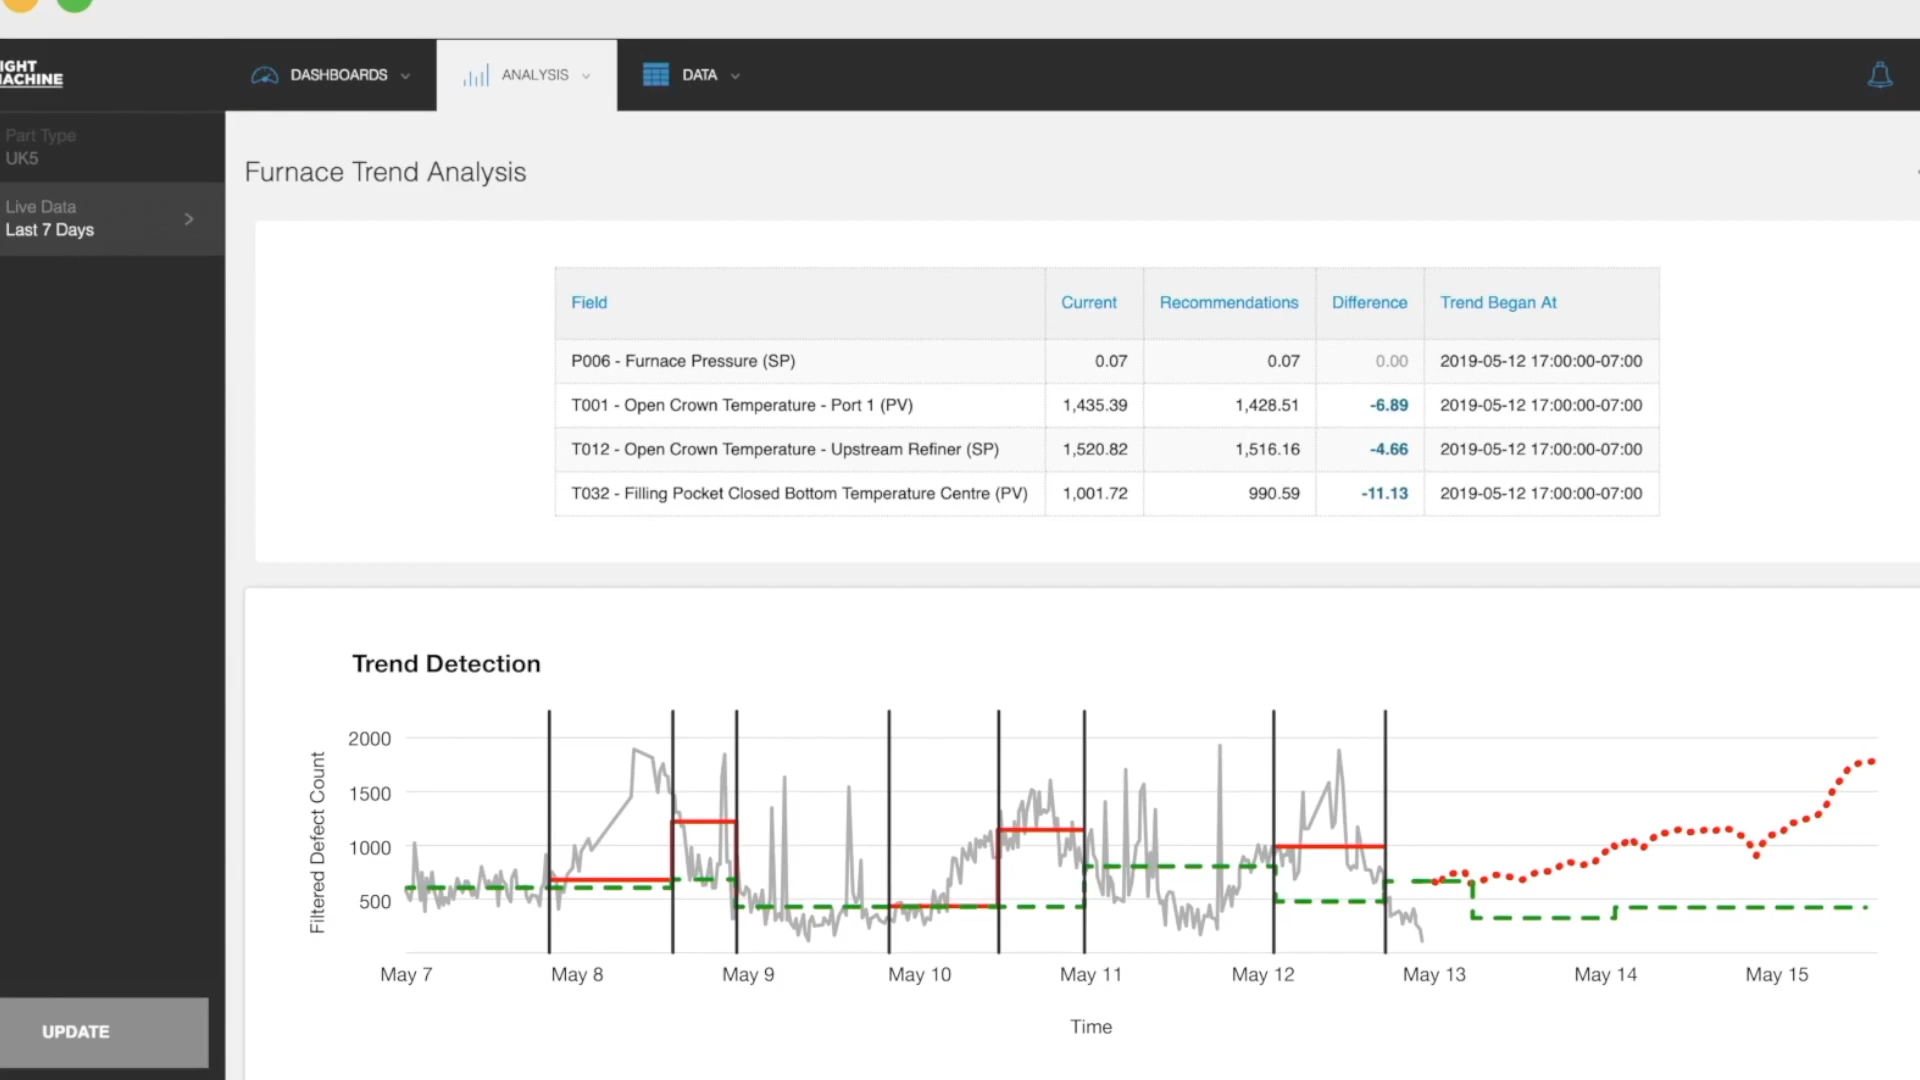 IGHT
MACHINE
DASHBOARDS
ANALYSIS
DATA
Part Type
UK5
Live Data
Last 7 Days
UPDATE
Furnace Trend Analysis
Field Current Recommendations Difference Trend Began At
P006 - Furnace Pressure (SP) 0.07 0.07 0.00 2019-05-12 17:00:00-07:00
T001 - Open Crown Temperature - Port 1 (PV) 1,435.39 1,428.51 -6.89 2019-05-12 17:00:00-07:00
T012 - Open Crown Temperature - Upstream Refiner (SP) 1,520.82 1,516.16 -4.66 2019-05-12 17:00:00-07:00
T032 - Filling Pocket Closed Bottom Temperature Centre (PV) 1,001.72 990.59 -11.13 2019-05-12 17:00:00-07:00
Trend Detection
Filtered Defect Count
2000
1500
1000
500
May 7 May 8 May 9 May 10 May 11 May 12 May 13 May 14 May 15
Time